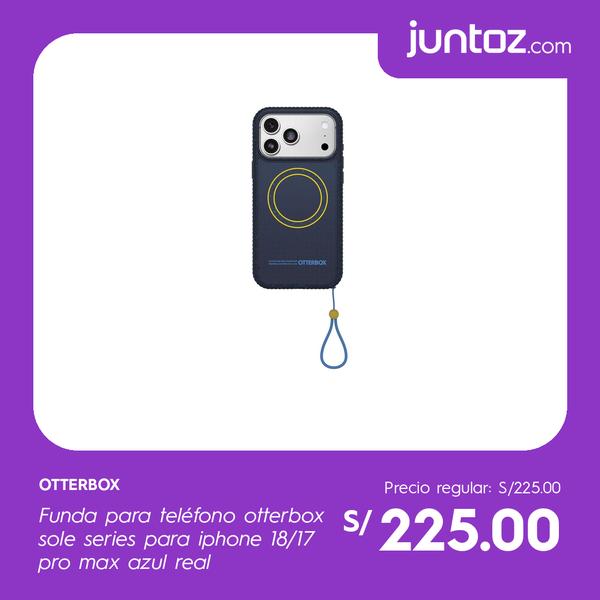 juntoz.com
OTTERBOX
OTTERBOX
Funda para teléfono otterbox
sole series para iphone 18/17
pro max azul real
Precio regular: S/225.00
S/225.00